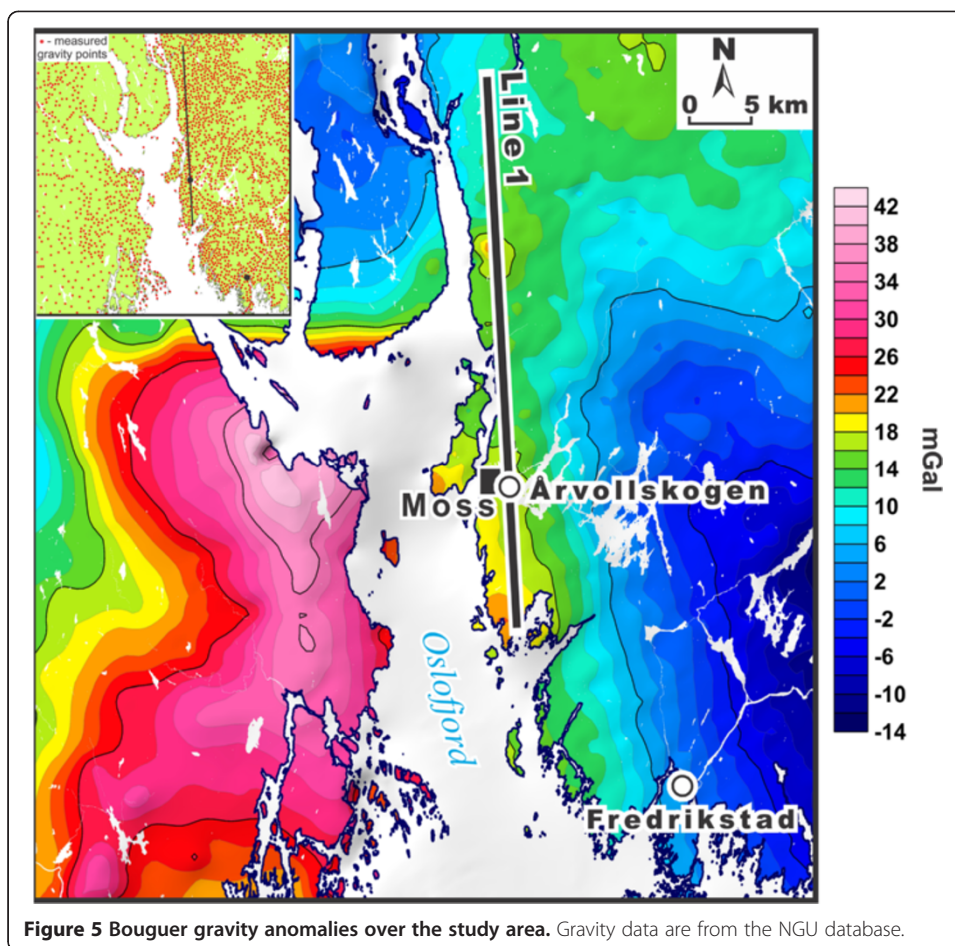 • - measured
gravity points
N
0 5 km
Line 1
42
38
34
30
26
22
18
14
10
6
2
-2
-6
-10
-14
mGal
Moss
Årvollskogen
Oslofjord
Fredrikstad
Figure 5 Bouguer gravity anomalies over the study area. Gravity data are from the NGU database.